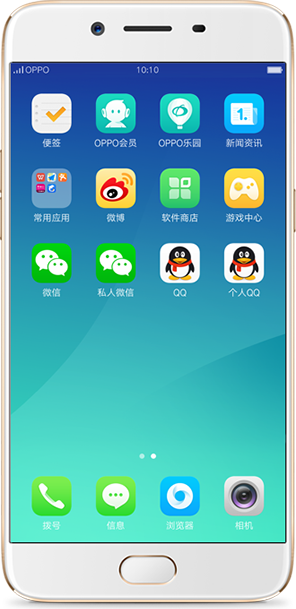 OPPO 10:10
便签 OPPO会员 OPPO乐园 1. 新闻资讯
常用应用 微博 软件商店 游戏中心
微信 私人微信 QQ 个人QQ
拨号 信息 浏览器 相机